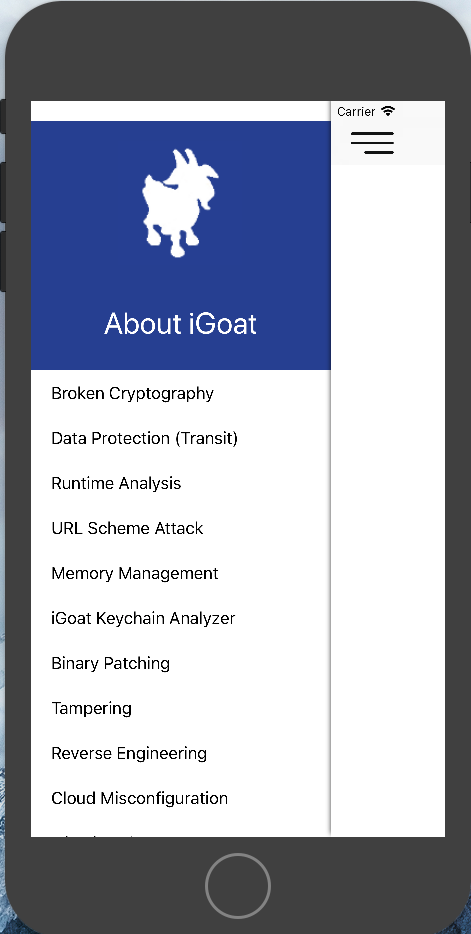 Carrier
About iGoat
Broken Cryptography
Data Protection (Transit)
Runtime Analysis
URL Scheme Attack
Memory Management
iGoat Keychain Analyzer
Binary Patching
Tampering
Reverse Engineering
Cloud Misconfiguration